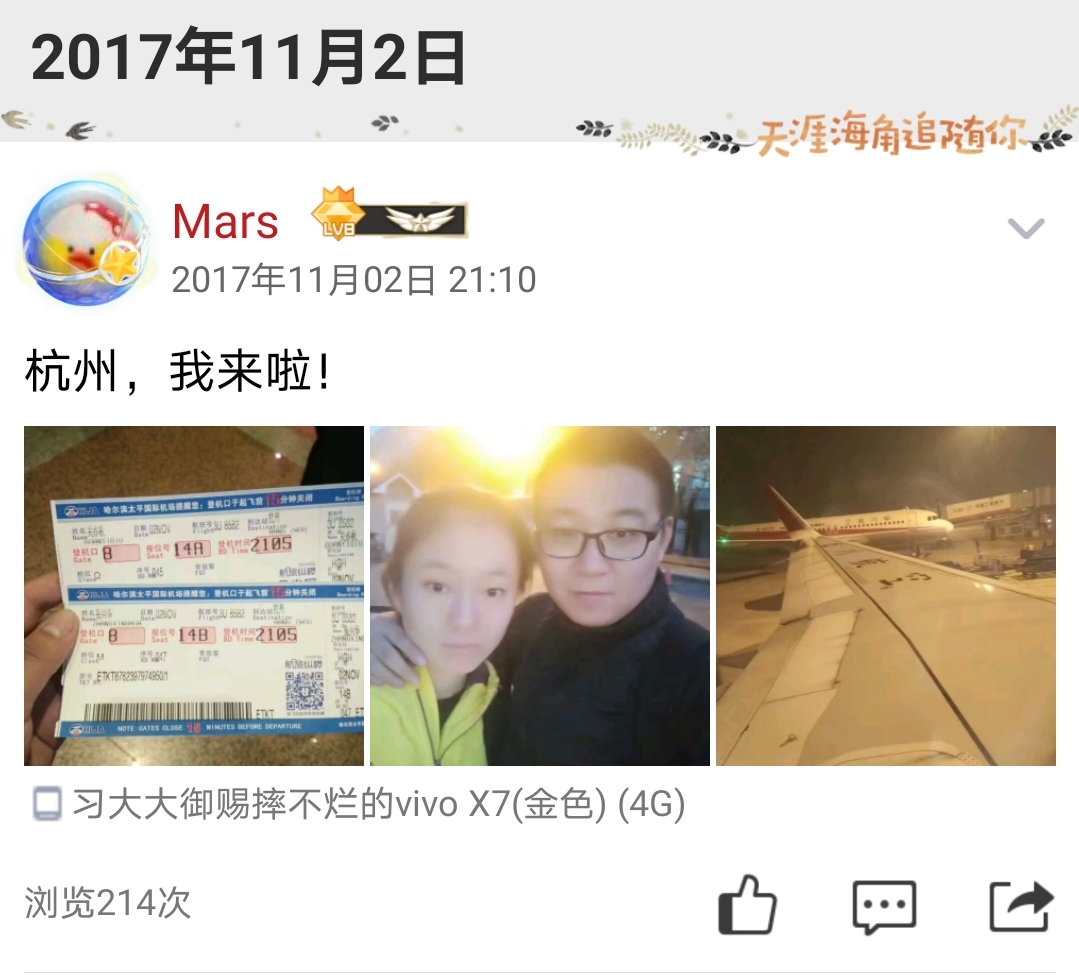 2017年11月2日
天涯海角追随你
Mars
LV8
2017年11月02日 21:10
杭州，我来啦！
哈尔滨太平国际机场提醒您：登机口于起飞前15分钟关闭
登机口 8 座位号 14A 登机时间 2105
Gate Seat BD Time
哈尔滨太平国际机场提醒您：登机口于起飞前15分钟关闭
登机口 8 座位号 14B 登机时间 2105
Gate Seat BD Time
NOTE:GATES CLOSE 15 MINUTES BEFORE DEPARTURE
习大大御赐摔不烂的vivo X7(金色) (4G)
浏览214次